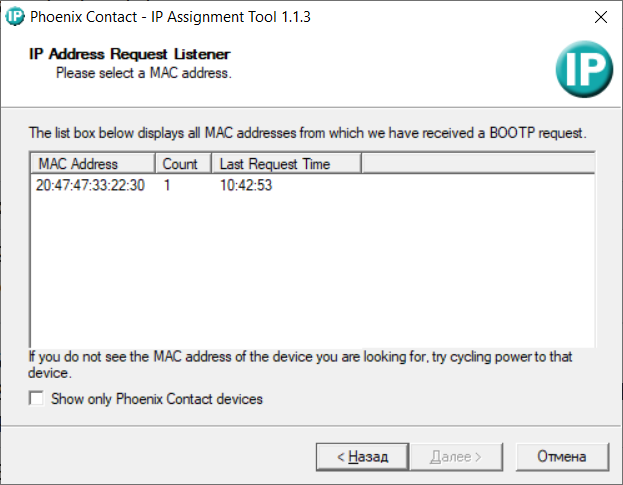 IP Phoenix Contact - IP Assignment Tool 1.1.3
IP Address Request Listener
Please select a MAC address.
IP
The list box below displays all MAC addresses from which we have received a BOOTP request.
MAC Address Count Last Request Time
20:47:47:33:22:30 1 10:42:53
If you do not see the MAC address of the device you are looking for, try cycling power to that
device.
Show only Phoenix Contact devices
< Назад Далее > Отмена